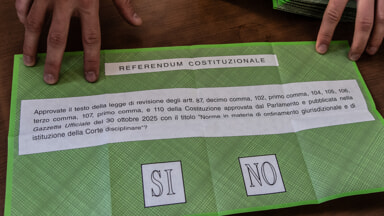 REFERENDUM COSTITUZIONALE
Approvate il testo della legge di revisione degli artt. 87, decimo comma, 102, primo comma, 104, 105, 106,
terzo comma, 107, primo comma, e 110 della Costituzione approvata dal Parlamento e pubblicata nella
Gazzetta Ufficiale del 30 ottobre 2025 con il titolo "Norme in materia di ordinamento giurisdizionale e di
istituzione della Corte disciplinare"?
SI NO